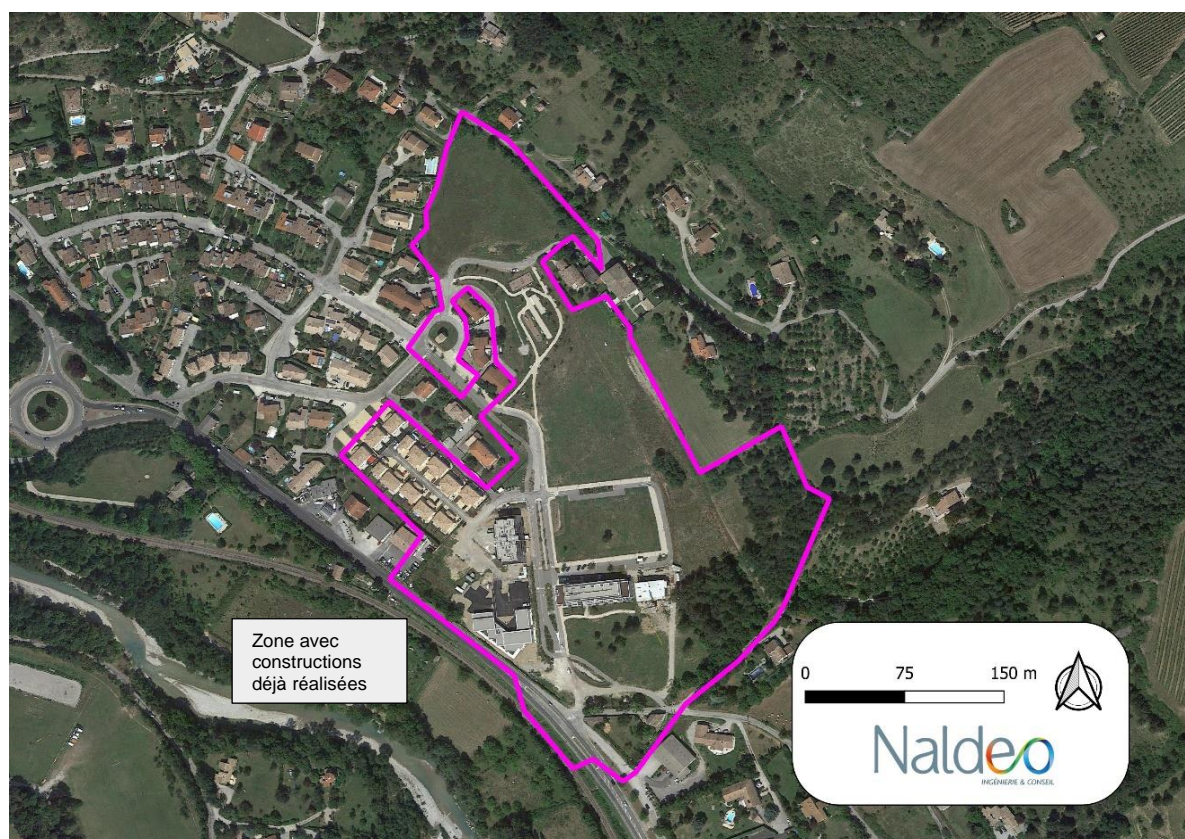 Zone avec
constructions
déjà réalisées
0 75 150 m
Naldeo
INGÉNIERIE & CONSEIL